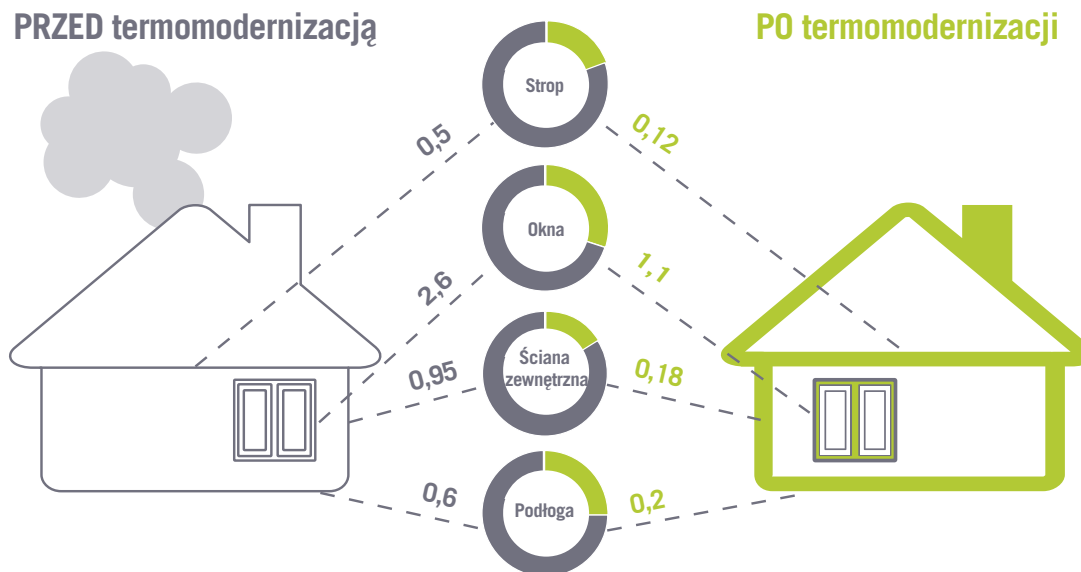 PRZED termomodernizacją
PO termomodernizacji
Strop
0,5
0,12
Okna
2,6
1,1
Ściana
zewnętrzna
0,95
0,18
Podłoga
0,6
0,2